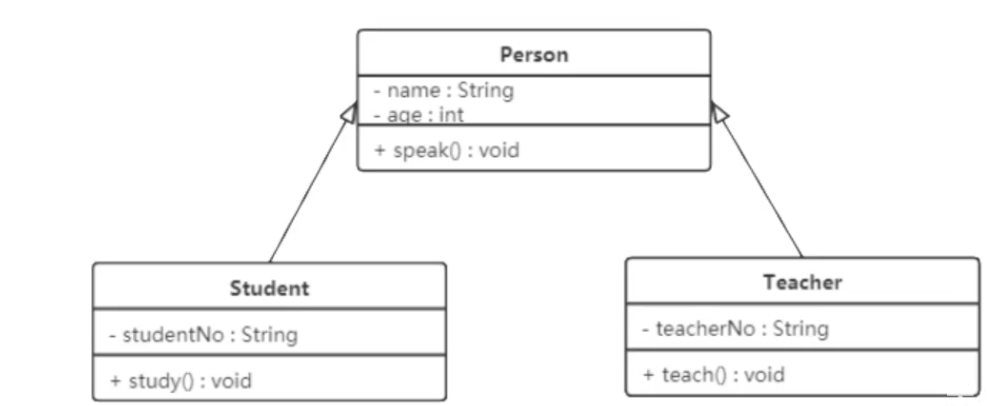 Person
- name : String
- age : int
+ speak() : void
Student
- studentNo : String
+ study() : void
Teacher
- teacherNo : String
+ teach() : void